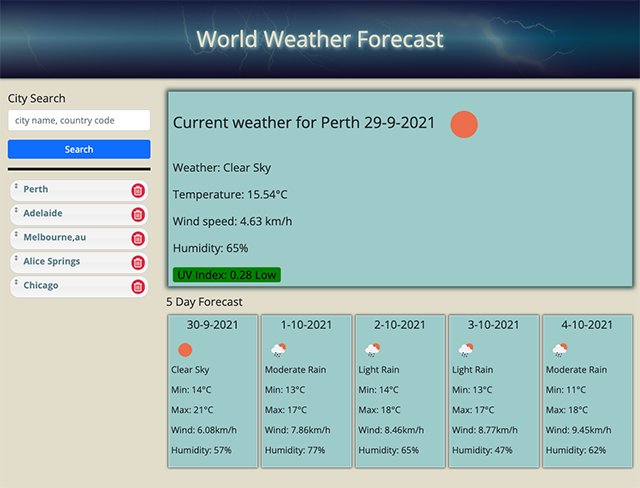 World Weather Forecast
City Search
city name, country code
Search
Perth
Adelaide
Melbourne,au
Alice Springs
Chicago
Current weather for Perth 29-9-2021
Weather: Clear Sky
Temperature: 15.54°C
Wind speed: 4.63 km/h
Humidity: 65%
UV Index: 0.28 Low
5 Day Forecast
30-9-2021
Clear Sky
Min: 14°C
Max: 21°C
Wind: 6.08km/h
Humidity: 57%
1-10-2021
Moderate Rain
Min: 13°C
Max: 17°C
Wind: 7.86km/h
Humidity: 77%
2-10-2021
Light Rain
Min: 14°C
Max: 18°C
Wind: 8.46km/h
Humidity: 65%
3-10-2021
Light Rain
Min: 13°C
Max: 17°C
Wind: 8.77km/h
Humidity: 47%
4-10-2021
Moderate Rain
Min: 11°C
Max: 18°C
Wind: 9.45km/h
Humidity: 62%